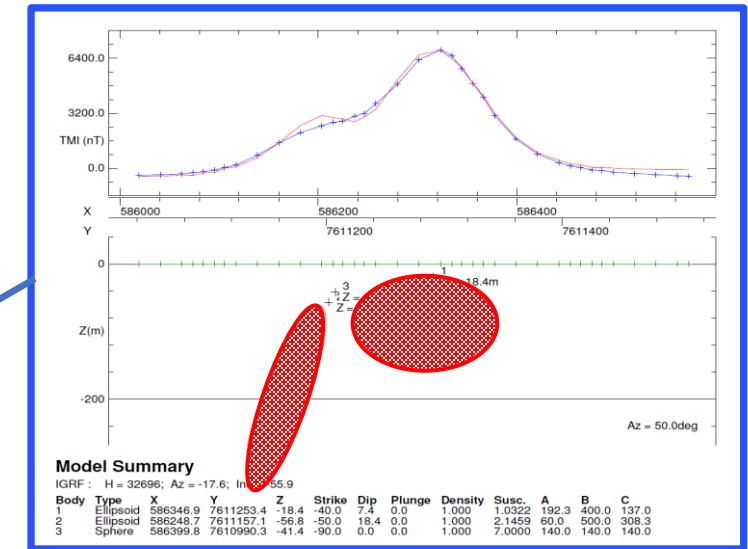 6400.0
3200.0
TMI (nT)
0.0
X 586000 586200 586400
Y 7611200 7611400
0
1
18.4m
3
Z =
Z =
Z(m)
-200
Az = 50.0deg
Model Summary
IGRF : H = 32696; Az = -17.6; 55.9
Body Type X Y Z Strike Dip Plunge Density Susc. A B C
1 Ellipsoid 586346.9 7611253.4 -18.4 -40.0 7.4 0.0 1.000 1.0322 192.3 400.0 137.0
2 Ellipsoid 586248.7 7611157.1 -56.8 -50.0 18.4 0.0 1.000 2.1459 60.0 500.0 308.3
3 Sphere 586399.8 7610990.3 -41.4 -90.0 0.0 0.0 1.000 7.0000 140.0 140.0 140.0